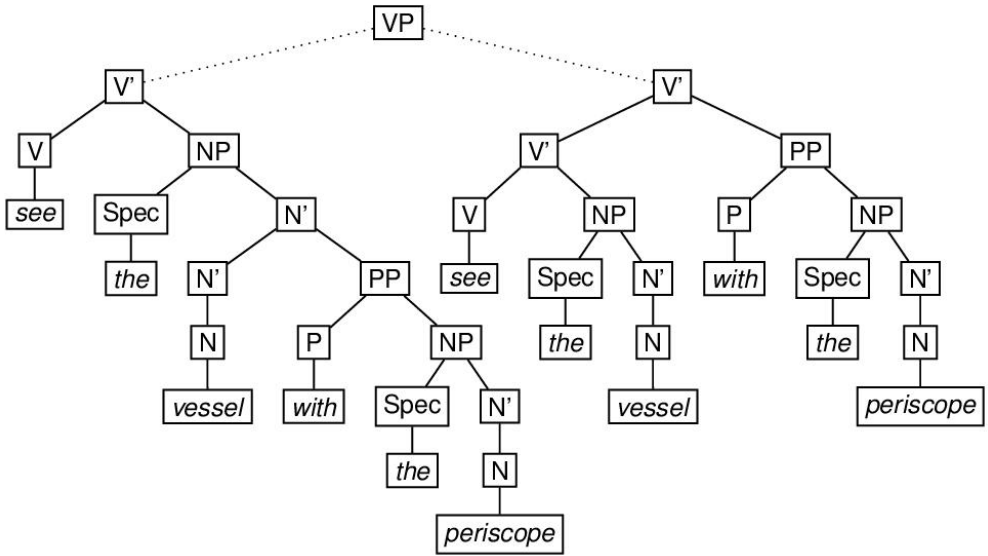 VP
V' V'
V NP V' PP
see Spec N' V NP P NP
the N' PP see Spec N' with Spec N'
N P NP the N the N
vessel with Spec N' vessel periscope
the N
periscope